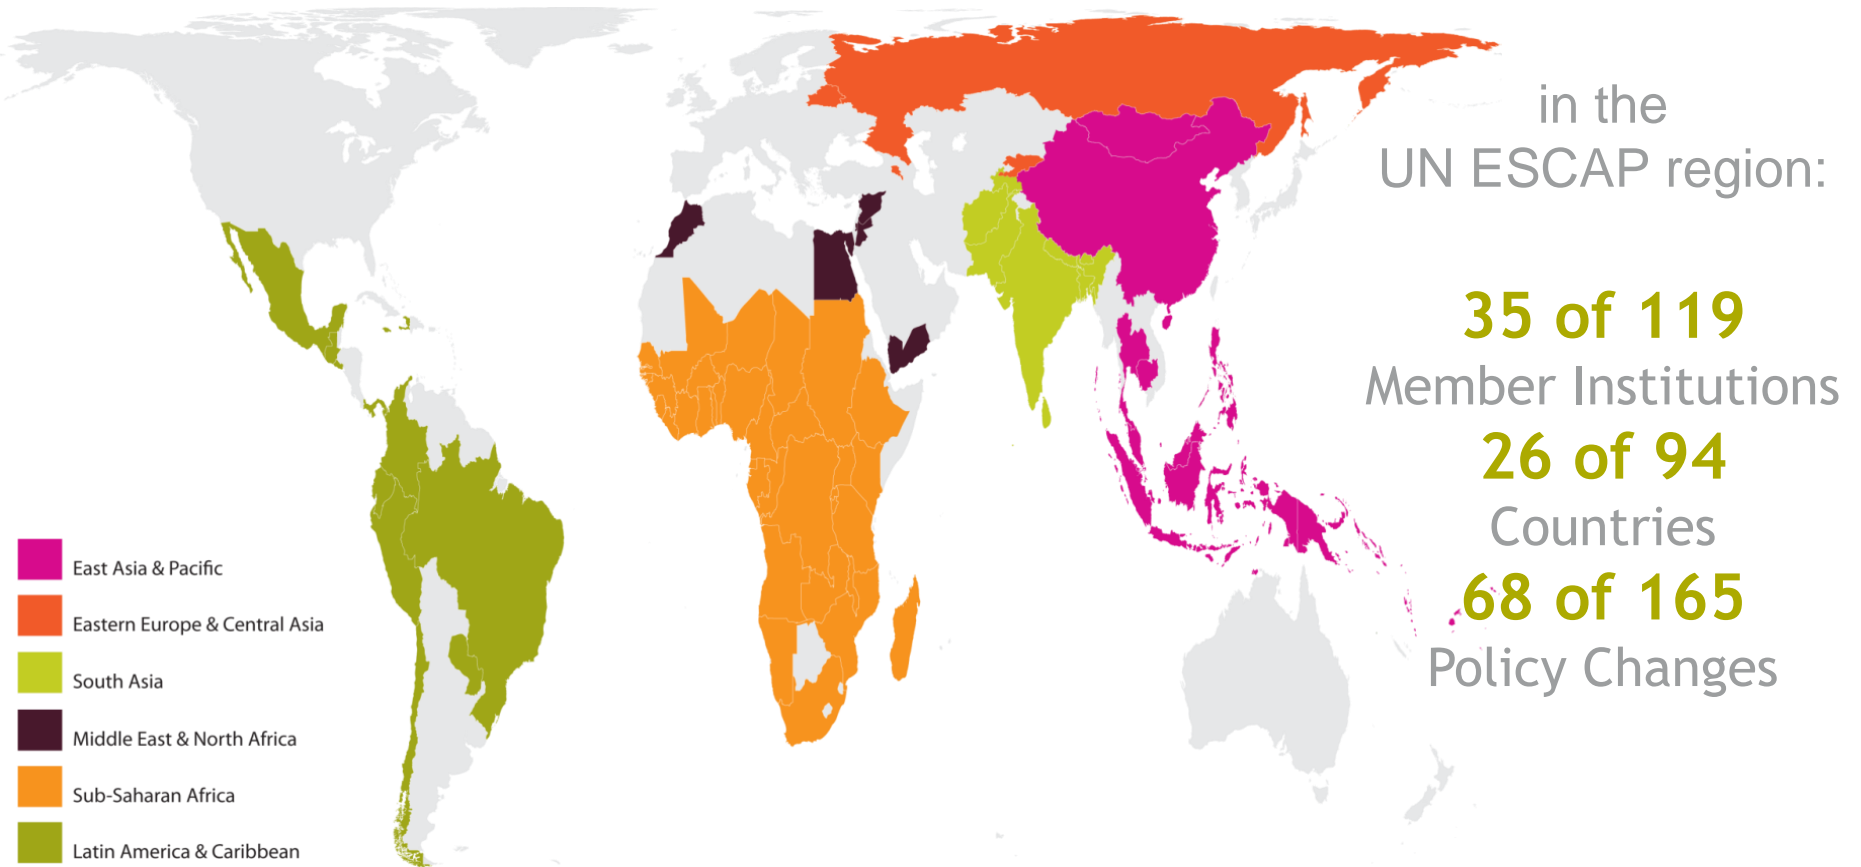 in the
UN ESCAP region:
35 of 119
Member Institutions
26 of 94
Countries
68 of 165
Policy Changes
East Asia & Pacific
Eastern Europe & Central Asia
South Asia
Middle East & North Africa
Sub-Saharan Africa
Latin America & Caribbean